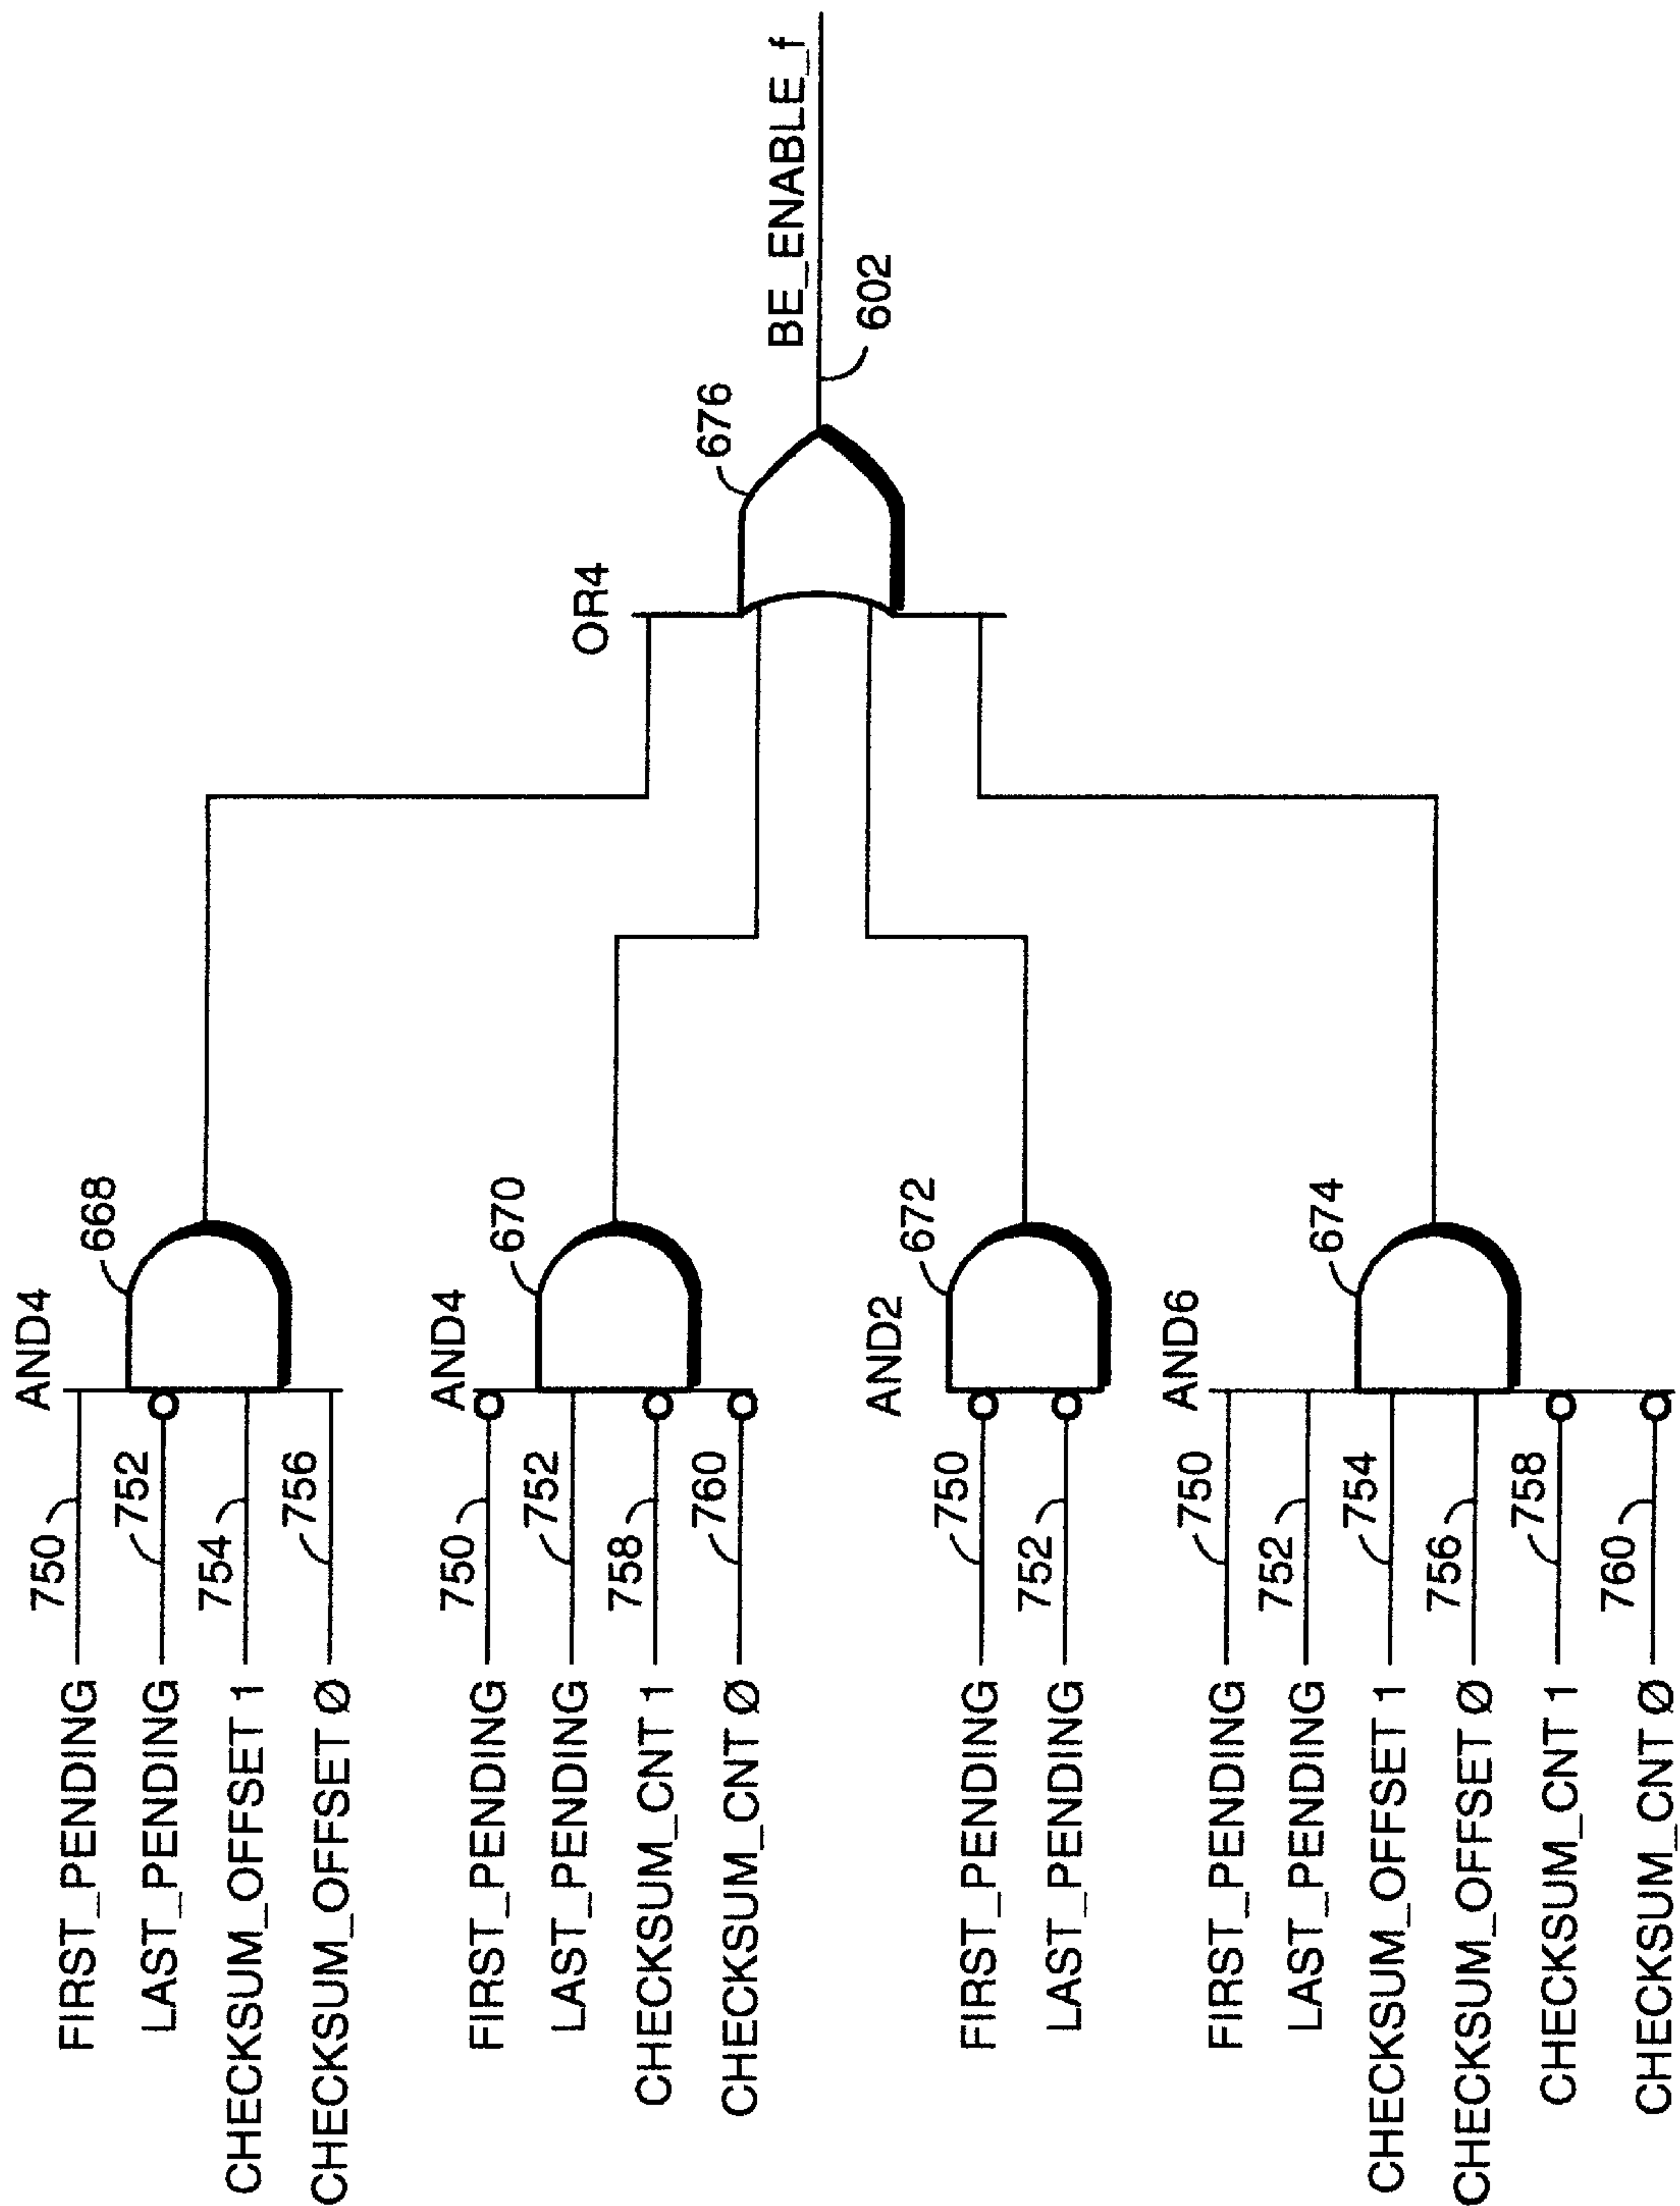 AND4
668
FIRST_PENDING
750
LAST_PENDING
752
CHECKSUM_OFFSET 1
754
CHECKSUM_OFFSET Ø
756
AND4
670
FIRST_PENDING
750
LAST_PENDING
752
CHECKSUM_CNT 1
758
CHECKSUM_CNT Ø
760
OR4
676
BE_ENABLE_f
602
AND2
672
FIRST_PENDING
750
LAST_PENDING
752
AND6
674
FIRST_PENDING
750
LAST_PENDING
752
CHECKSUM_OFFSET 1
754
CHECKSUM_OFFSET Ø
756
CHECKSUM_CNT 1
758
CHECKSUM_CNT Ø
760